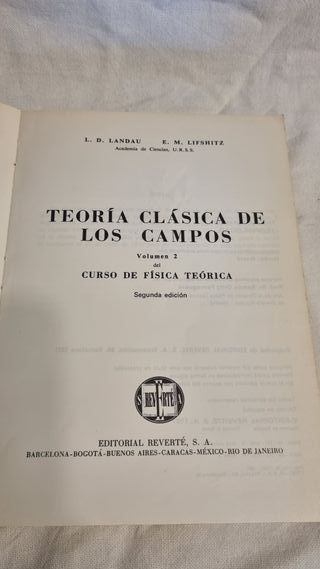 L. D. LANDAU E. M. LIFSHITZ
Academia de Ciencias, U.R.S.S.
TEORÍA CLÁSICA DE
LOS CAMPOS
Volumen 2
del
CURSO DE FÍSICA TEÓRICA
Segunda edición
S REVERTÉ A
EDITORIAL REVERTÉ, S. A.
BARCELONA-BOGOTÁ-BUENOS AIRES-CARACAS-MÉXICO-RIO DE JANEIRO